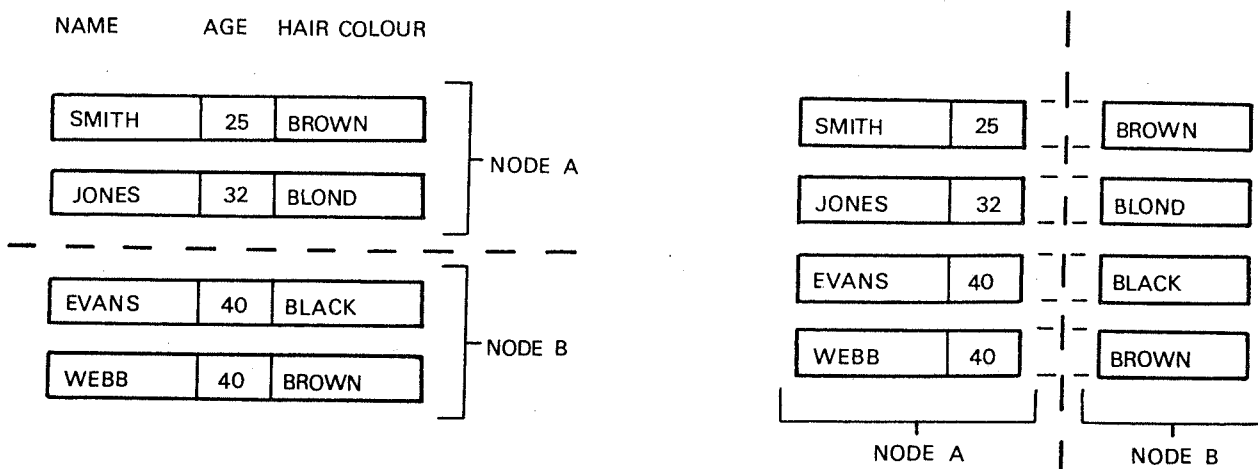 NAME AGE HAIR COLOUR
SMITH 25 BROWN
JONES 32 BLOND
NODE A
EVANS 40 BLACK
WEBB 40 BROWN
NODE B
SMITH 25 BROWN
JONES 32 BLOND
EVANS 40 BLACK
WEBB 40 BROWN
NODE A NODE B